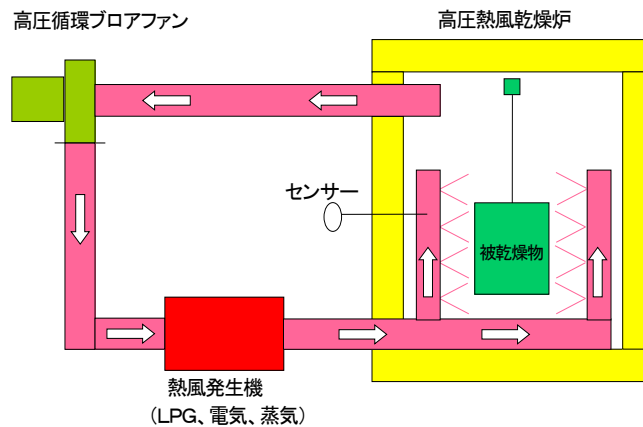 高圧循環ブロアファン
高圧熱風乾燥炉
センサー
被乾燥物
熱風発生機
（LPG、電気、蒸気）